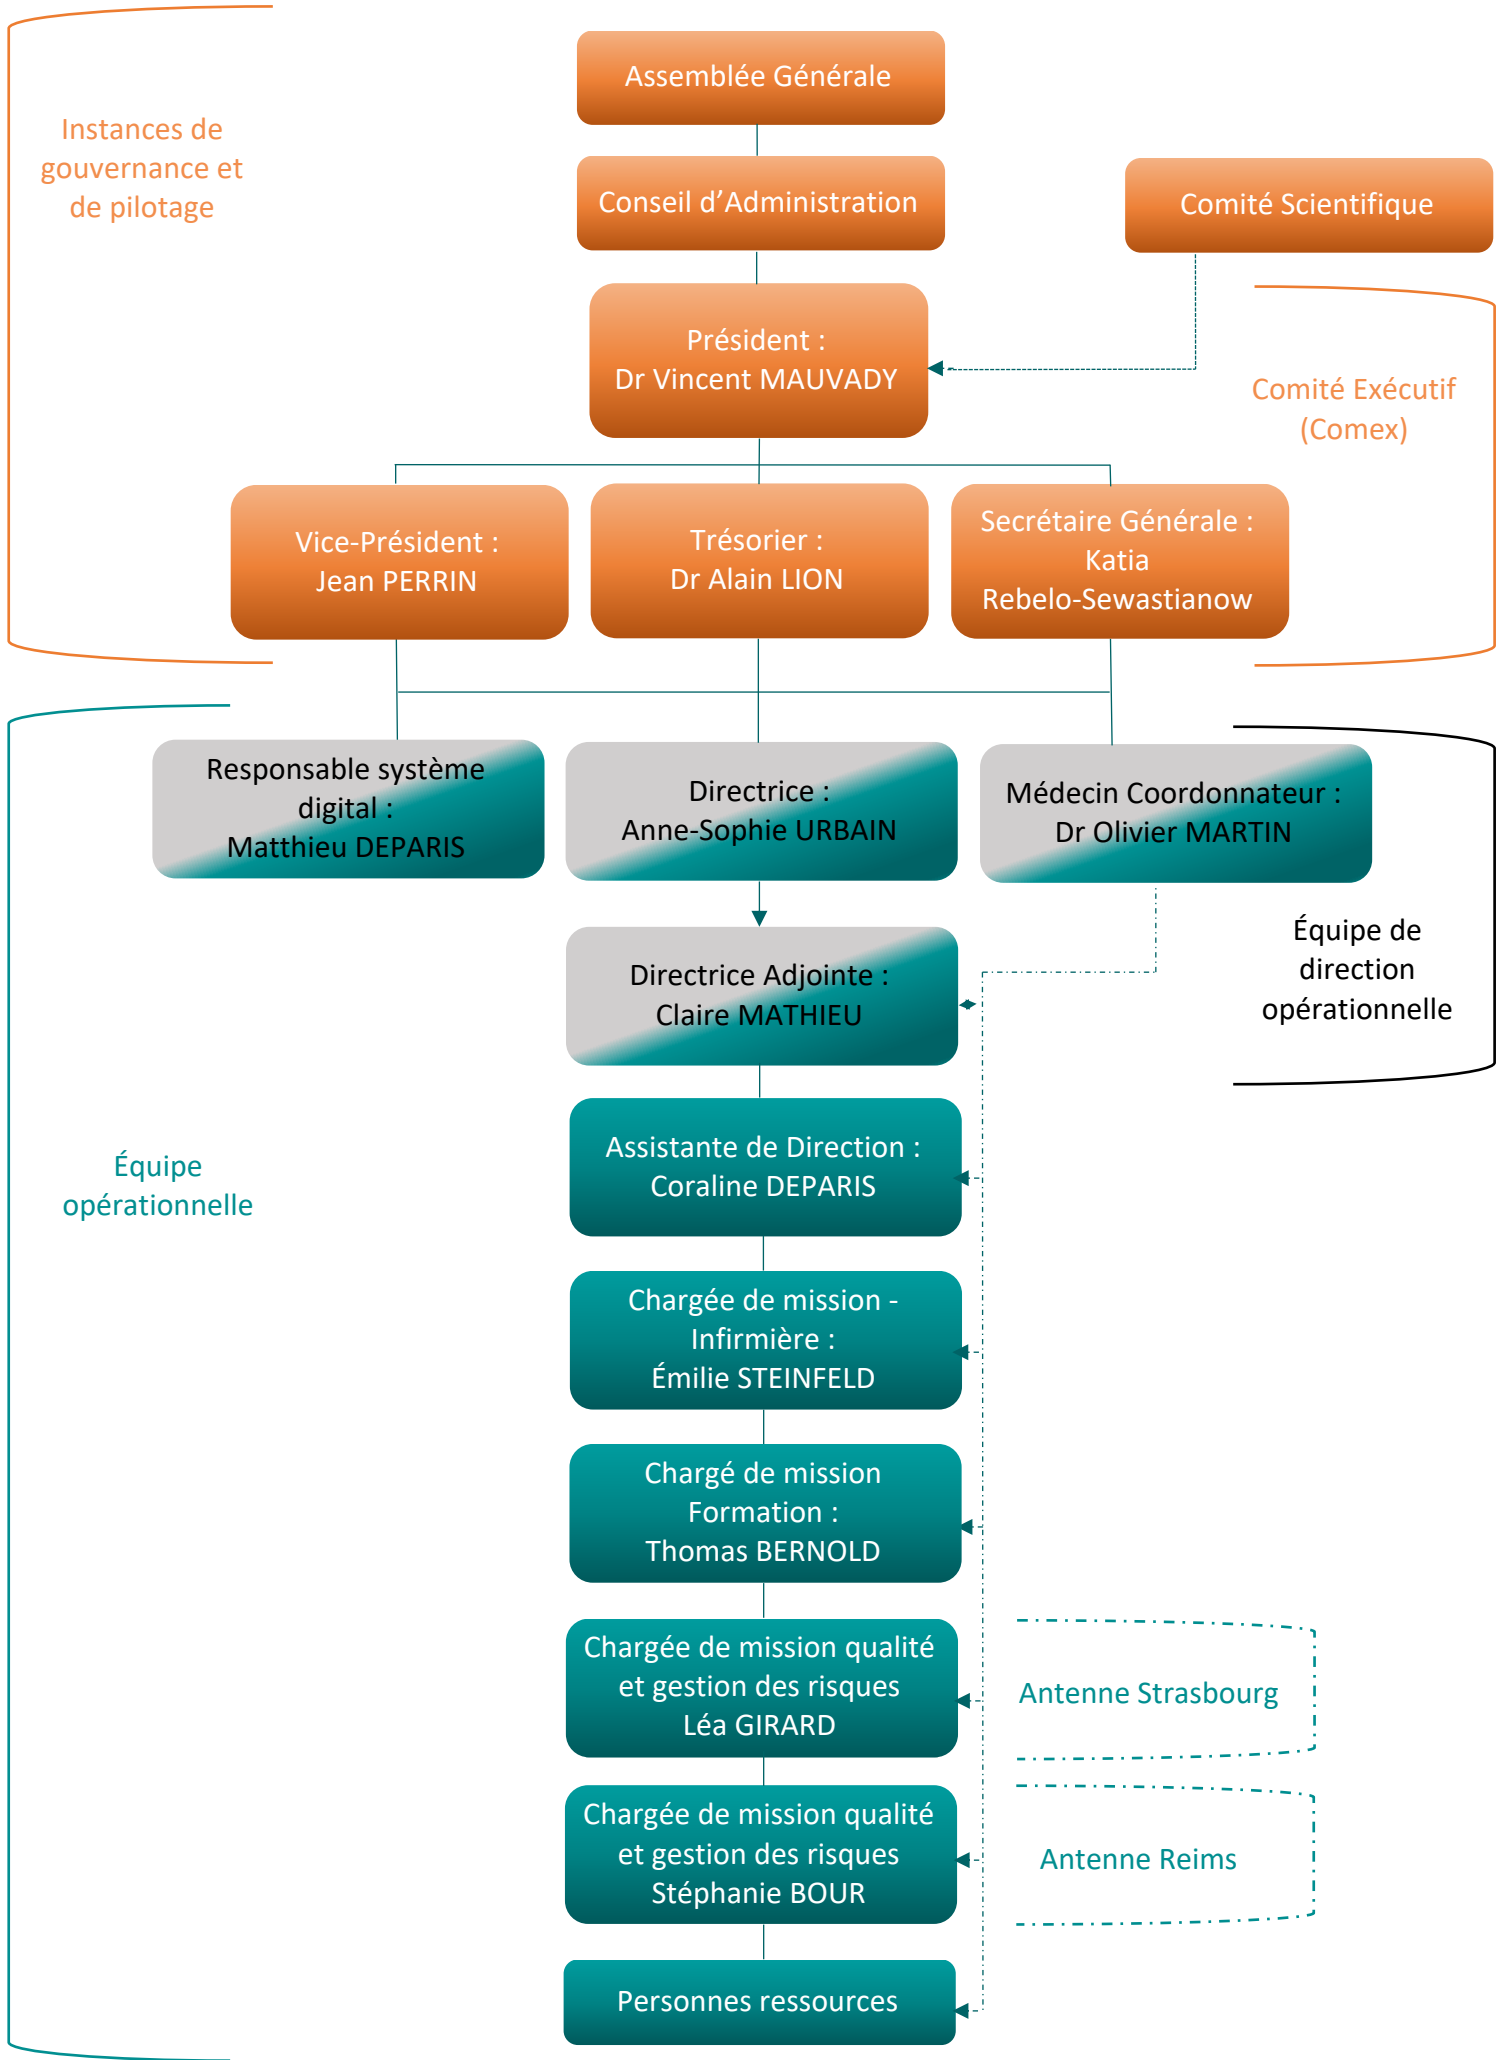 Assemblée Générale
Instances de
gouvernance et
de pilotage
Conseil d’Administration
Comité Scientifique
Président :
Dr Vincent MAUVADY
Comité Exécutif
(Comex)
Vice-Président :
Jean PERRIN
Trésorier :
Dr Alain LION
Secrétaire Générale :
Katia
Rebelo-Sewastianow
Responsable système
digital :
Matthieu DEPARIS
Directrice :
Anne-Sophie URBAIN
Médecin Coordonnateur :
Dr Olivier MARTIN
Équipe de
direction
opérationnelle
Directrice Adjointe :
Claire MATHIEU
Équipe
opérationnelle
Assistante de Direction :
Coraline DEPARIS
Chargée de mission -
Infirmière :
Émilie STEINFELD
Chargé de mission
Formation :
Thomas BERNOLD
Chargée de mission qualité
et gestion des risques
Léa GIRARD
Antenne Strasbourg
Chargée de mission qualité
et gestion des risques
Stéphanie BOUR
Antenne Reims
Personnes ressources